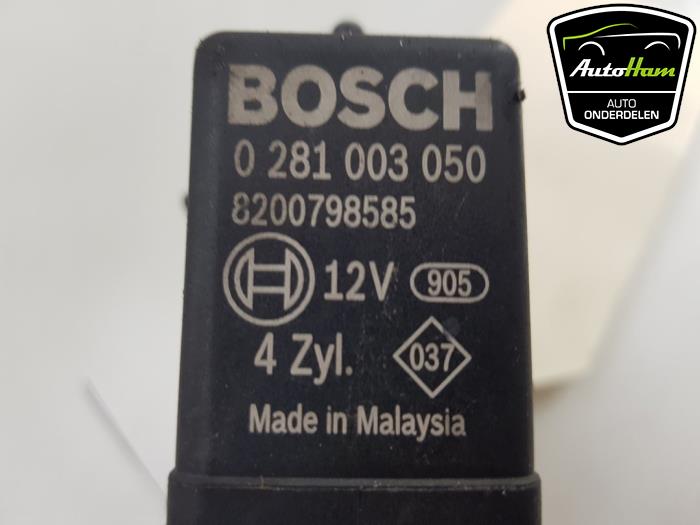 BOSCH
0 281 003 050
8200798585
12V 905
4 Zyl. 037
Made in Malaysia
AutoHam
AUTO
ONDERDELEN